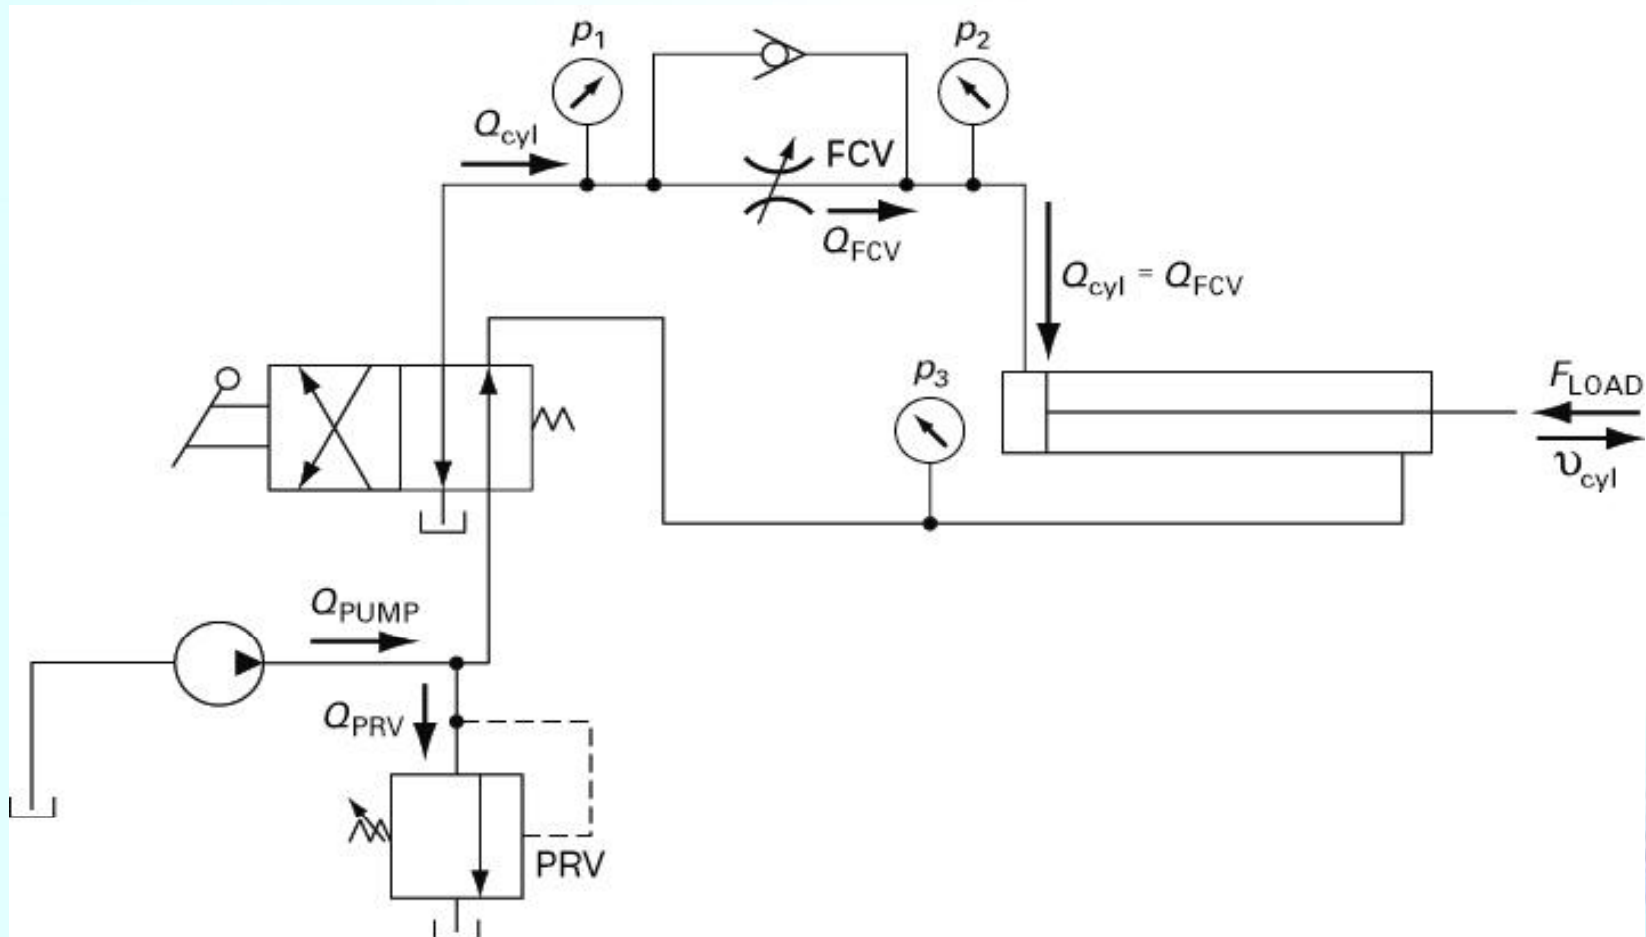 p1
p2
Qcyl
FCV
QFCV
Qcyl = QFCV
p3
FLOAD
υcyl
QPUMP
QPRV
PRV